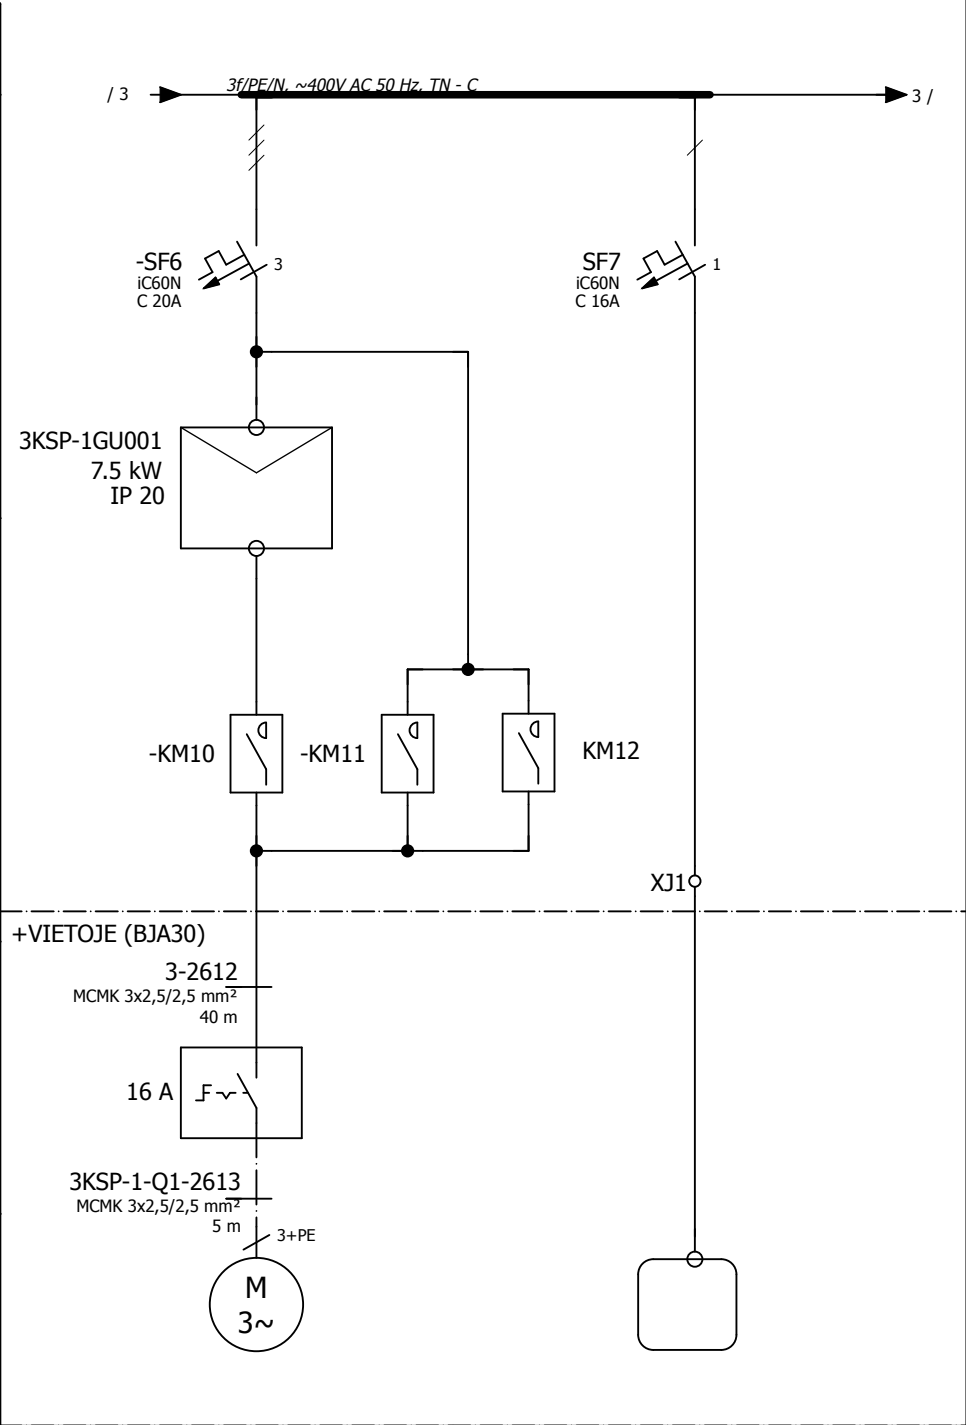 3f/PE/N, ~400V AC 50 Hz, TN - C
/ 3
3 /
-SF6
iC60N
C 20A
3
SF7
iC60N
C 16A
1
3KSP-1GU001
7.5 kW
IP 20
-KM10
-KM11
KM12
XJ1
+VIETOJE (BJA30)
3-2612
MCMK 3x2,5/2,5 mm²
40 m
16 A
3KSP-1-Q1-2613
MCMK 3x2,5/2,5 mm²
5 m
3+PE
M
3~